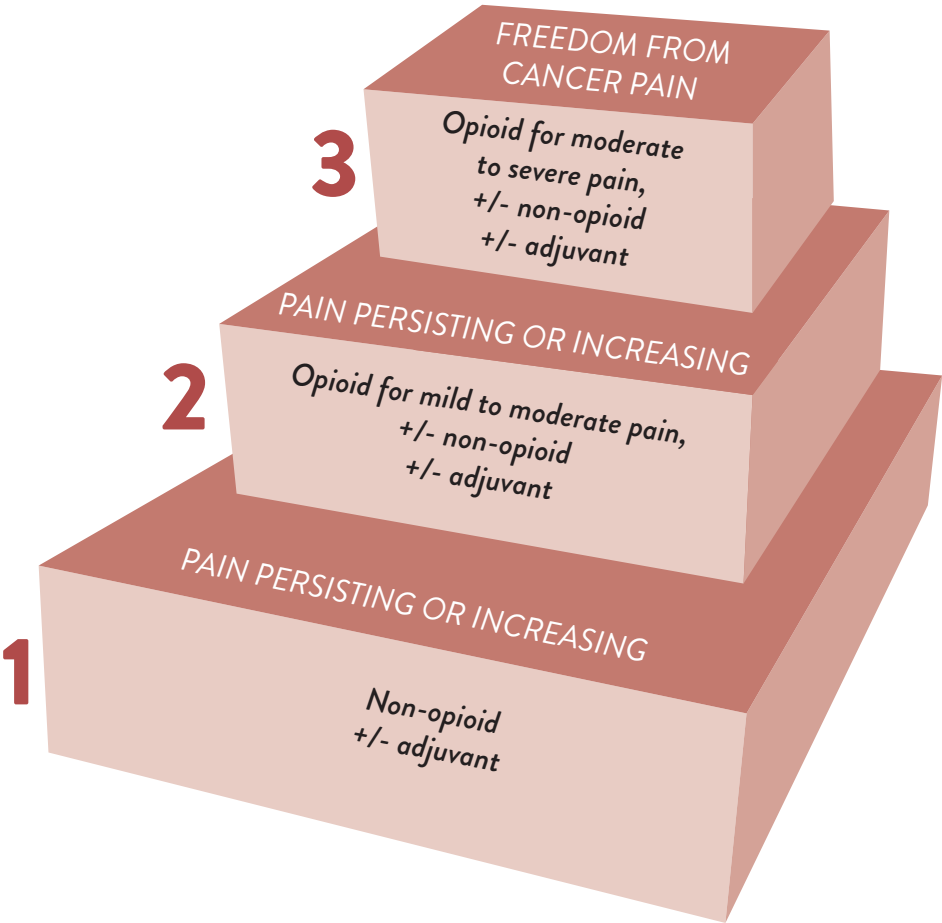 FREEDOM FROM
CANCER PAIN
3
Opioid for moderate
to severe pain,
+/- non-opioid
+/- adjuvant
PAIN PERSISTING OR INCREASING
2
Opioid for mild to moderate pain,
+/- non-opioid
+/- adjuvant
PAIN PERSISTING OR INCREASING
1
Non-opioid
+/- adjuvant